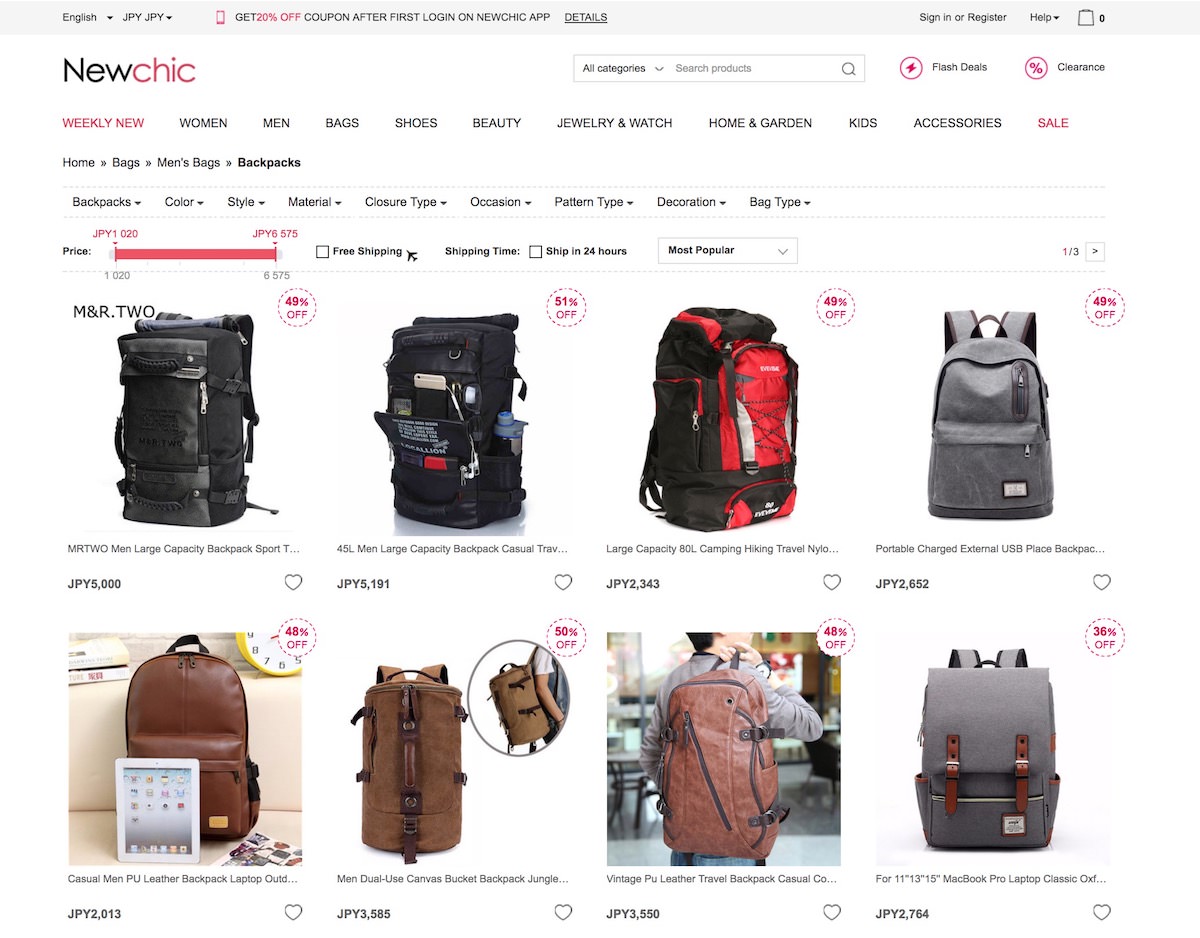 English JPY JPY GET20% OFF COUPON AFTER FIRST LOGIN ON NEWCHIC APP DETAILS Sign in or Register Help 0
Newchic All categories Search products Flash Deals % Clearance
WEEKLY NEW WOMEN MEN BAGS SHOES BEAUTY JEWELRY & WATCH HOME & GARDEN KIDS ACCESSORIES SALE
Home » Bags » Men's Bags » Backpacks
Backpacks Color Style Material Closure Type Occasion Pattern Type Decoration Bag Type
JPY1 020 JPY6 575
Price: Free Shipping Shipping Time: Ship in 24 hours Most Popular 1/3 >
1 020 6 575
49% OFF
M&R.TWO
M&R.TWO
51% OFF
LOCALLION
49% OFF
EVEVEME
80
EVEVEME
49% OFF
MRTWO Men Large Capacity Backpack Sport T...
45L Men Large Capacity Backpack Casual Trav...
Large Capacity 80L Camping Hiking Travel Nylo...
Portable Charged External USB Place Backpac...
JPY5,000 JPY5,191 JPY2,343 JPY2,652
48% OFF
50% OFF
48% OFF
36% OFF
Casual Men PU Leather Backpack Laptop Outd...
Men Dual-Use Canvas Bucket Backpack Jungle...
Vintage Pu Leather Travel Backpack Casual Co...
For 11"13"15" MacBook Pro Laptop Classic Oxf...
JPY2,013 JPY3,585 JPY3,550 JPY2,764